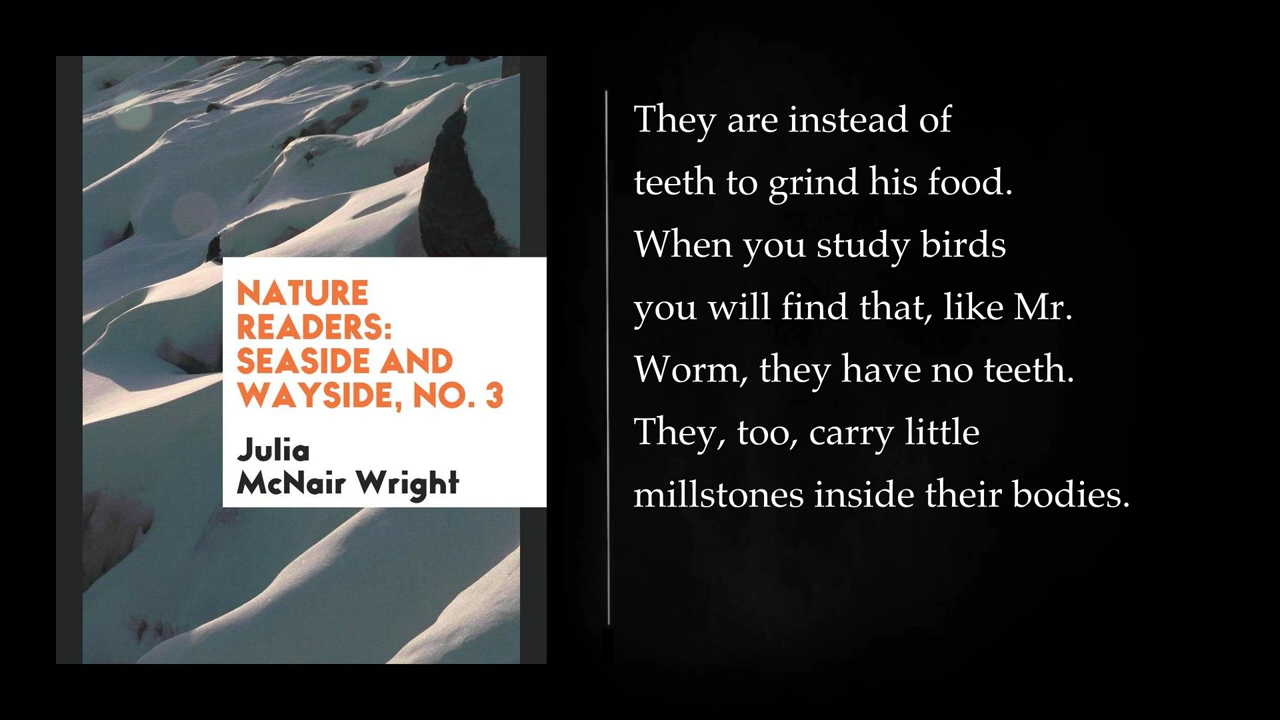 NATURE
READERS:
SEASIDE AND
WAYSIDE, NO. 3
Julia
McNair Wright
They are instead of
teeth to grind his food.
When you study birds
you will find that, like Mr.
Worm, they have no teeth.
They, too, carry little
millstones inside their bodies.